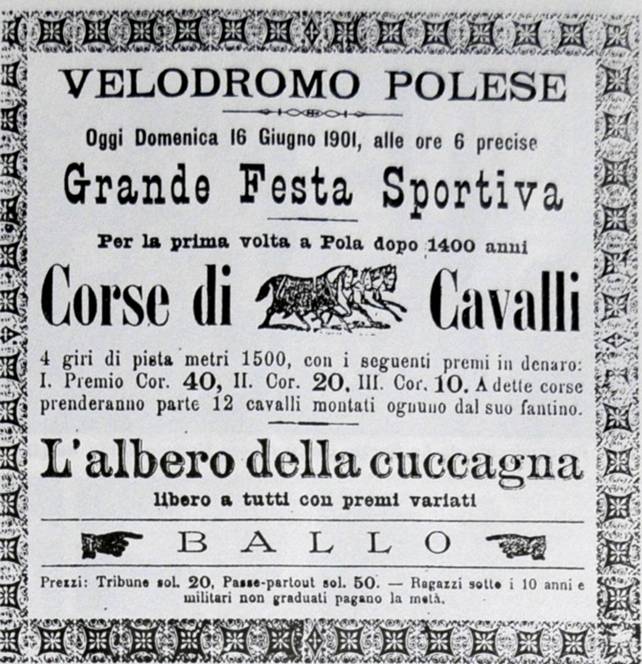 VELODROMO POLESE
Oggi Domenica 16 Giugno 1901, alle ore 6 precise
Grande Festa Sportiva
Per la prima volta a Pola dopo 1400 anni
Corse di Cavalli
4 giri di pista metri 1500, con i seguenti premi in denaro:
I. Premio Cor. 40, II. Cor. 20, III. Cor. 10. A dette corse
prenderanno parte 12 cavalli montati ognuno dal suo fantino.
L'albero della cuccagna
libero a tutti con premi variati
BALLO
Prezzi: Tribune sol. 20, Passe-partout sol. 50. — Ragazzi sotto i 10 anni e
militari non graduati pagano la metà.